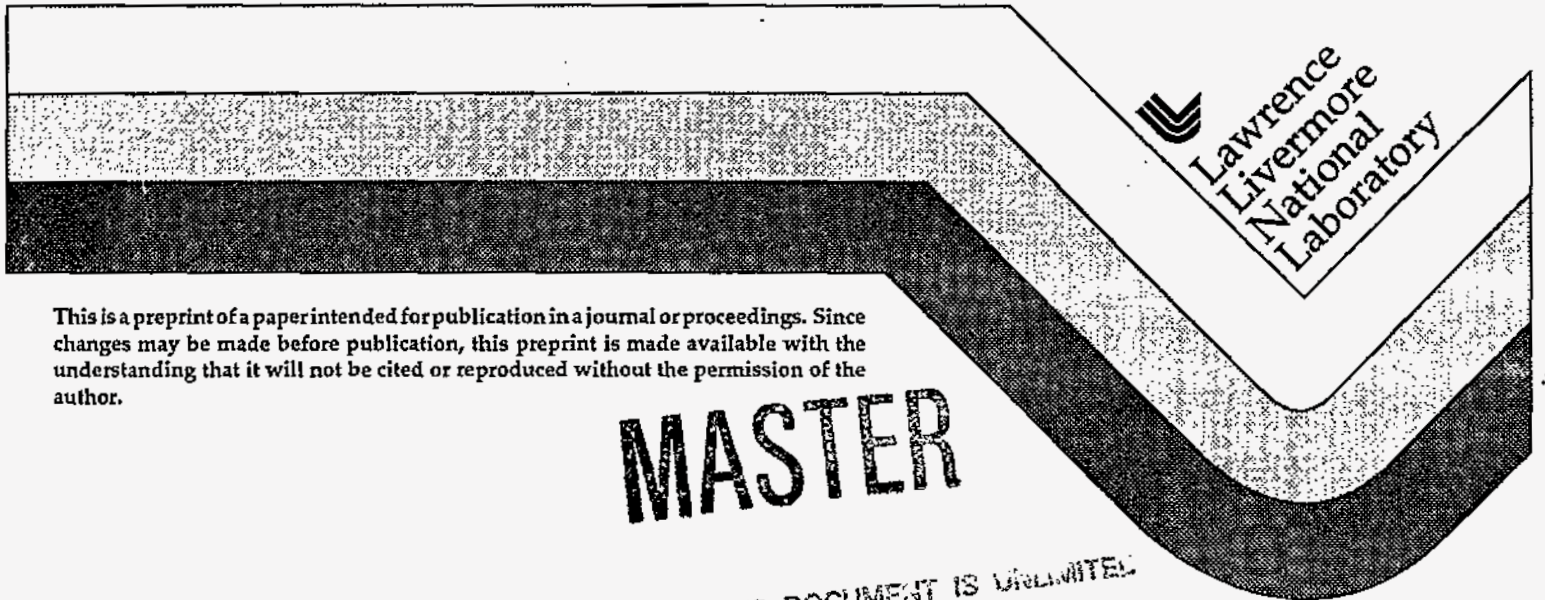 Lawrence
Livermore
National
Laboratory
This is a preprint of a paper intended for publication in a journal or proceedings. Since
changes may be made before publication, this preprint is made available with the
understanding that it will not be cited or reproduced without the permission of the
author.
MASTER
DOCUMENT IS UNLIMITED